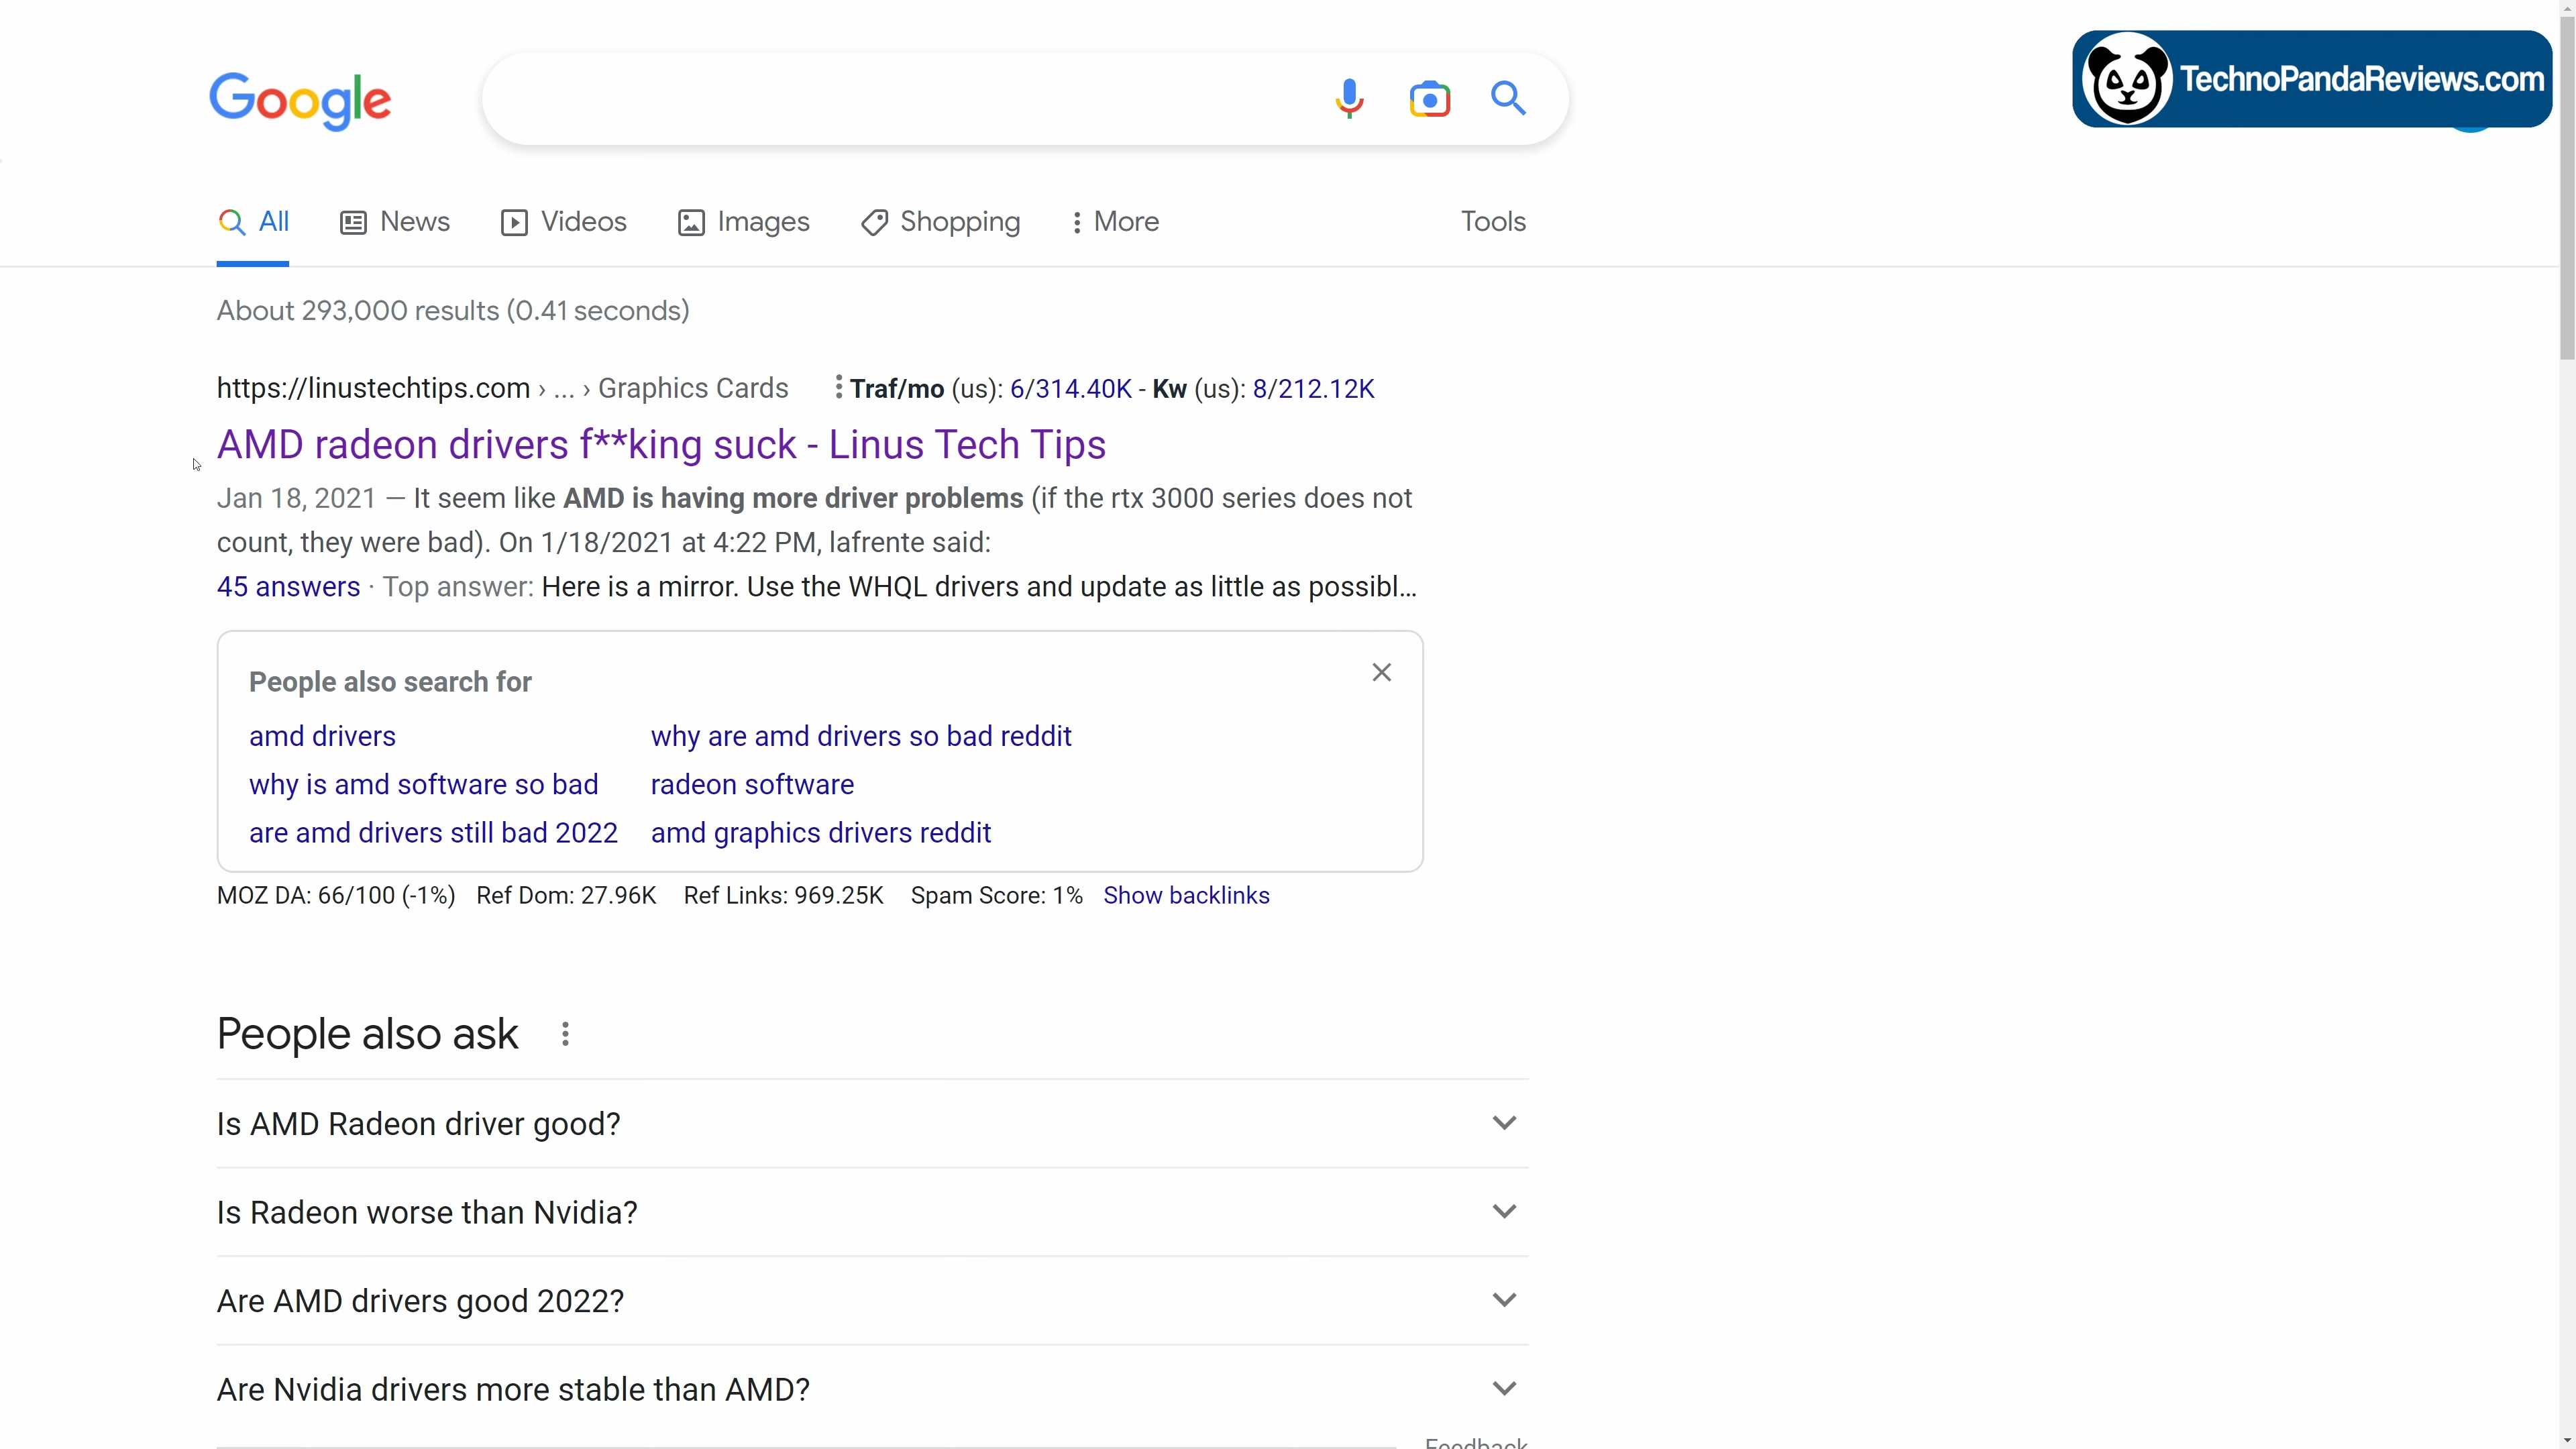 Google
TechnoPandaReviews.com
All
News
Videos
Images
Shopping
More
Tools
About 293,000 results (0.41 seconds)
https://linustechtips.com › ... › Graphics Cards Traf/mo (us): 6/314.40K - Kw (us): 8/212.12K
AMD radeon drivers f**king suck - Linus Tech Tips
Jan 18, 2021 — It seem like AMD is having more driver problems (if the rtx 3000 series does not
count, they were bad). On 1/18/2021 at 4:22 PM, lafrente said:
45 answers · Top answer: Here is a mirror. Use the WHQL drivers and update as little as possibl...
People also search for
amd drivers
why are amd drivers so bad reddit
why is amd software so bad
radeon software
are amd drivers still bad 2022
amd graphics drivers reddit
MOZ DA: 66/100 (-1%) Ref Dom: 27.96K Ref Links: 969.25K Spam Score: 1% Show backlinks
People also ask
Is AMD Radeon driver good?
Is Radeon worse than Nvidia?
Are AMD drivers good 2022?
Are Nvidia drivers more stable than AMD?
Feedback